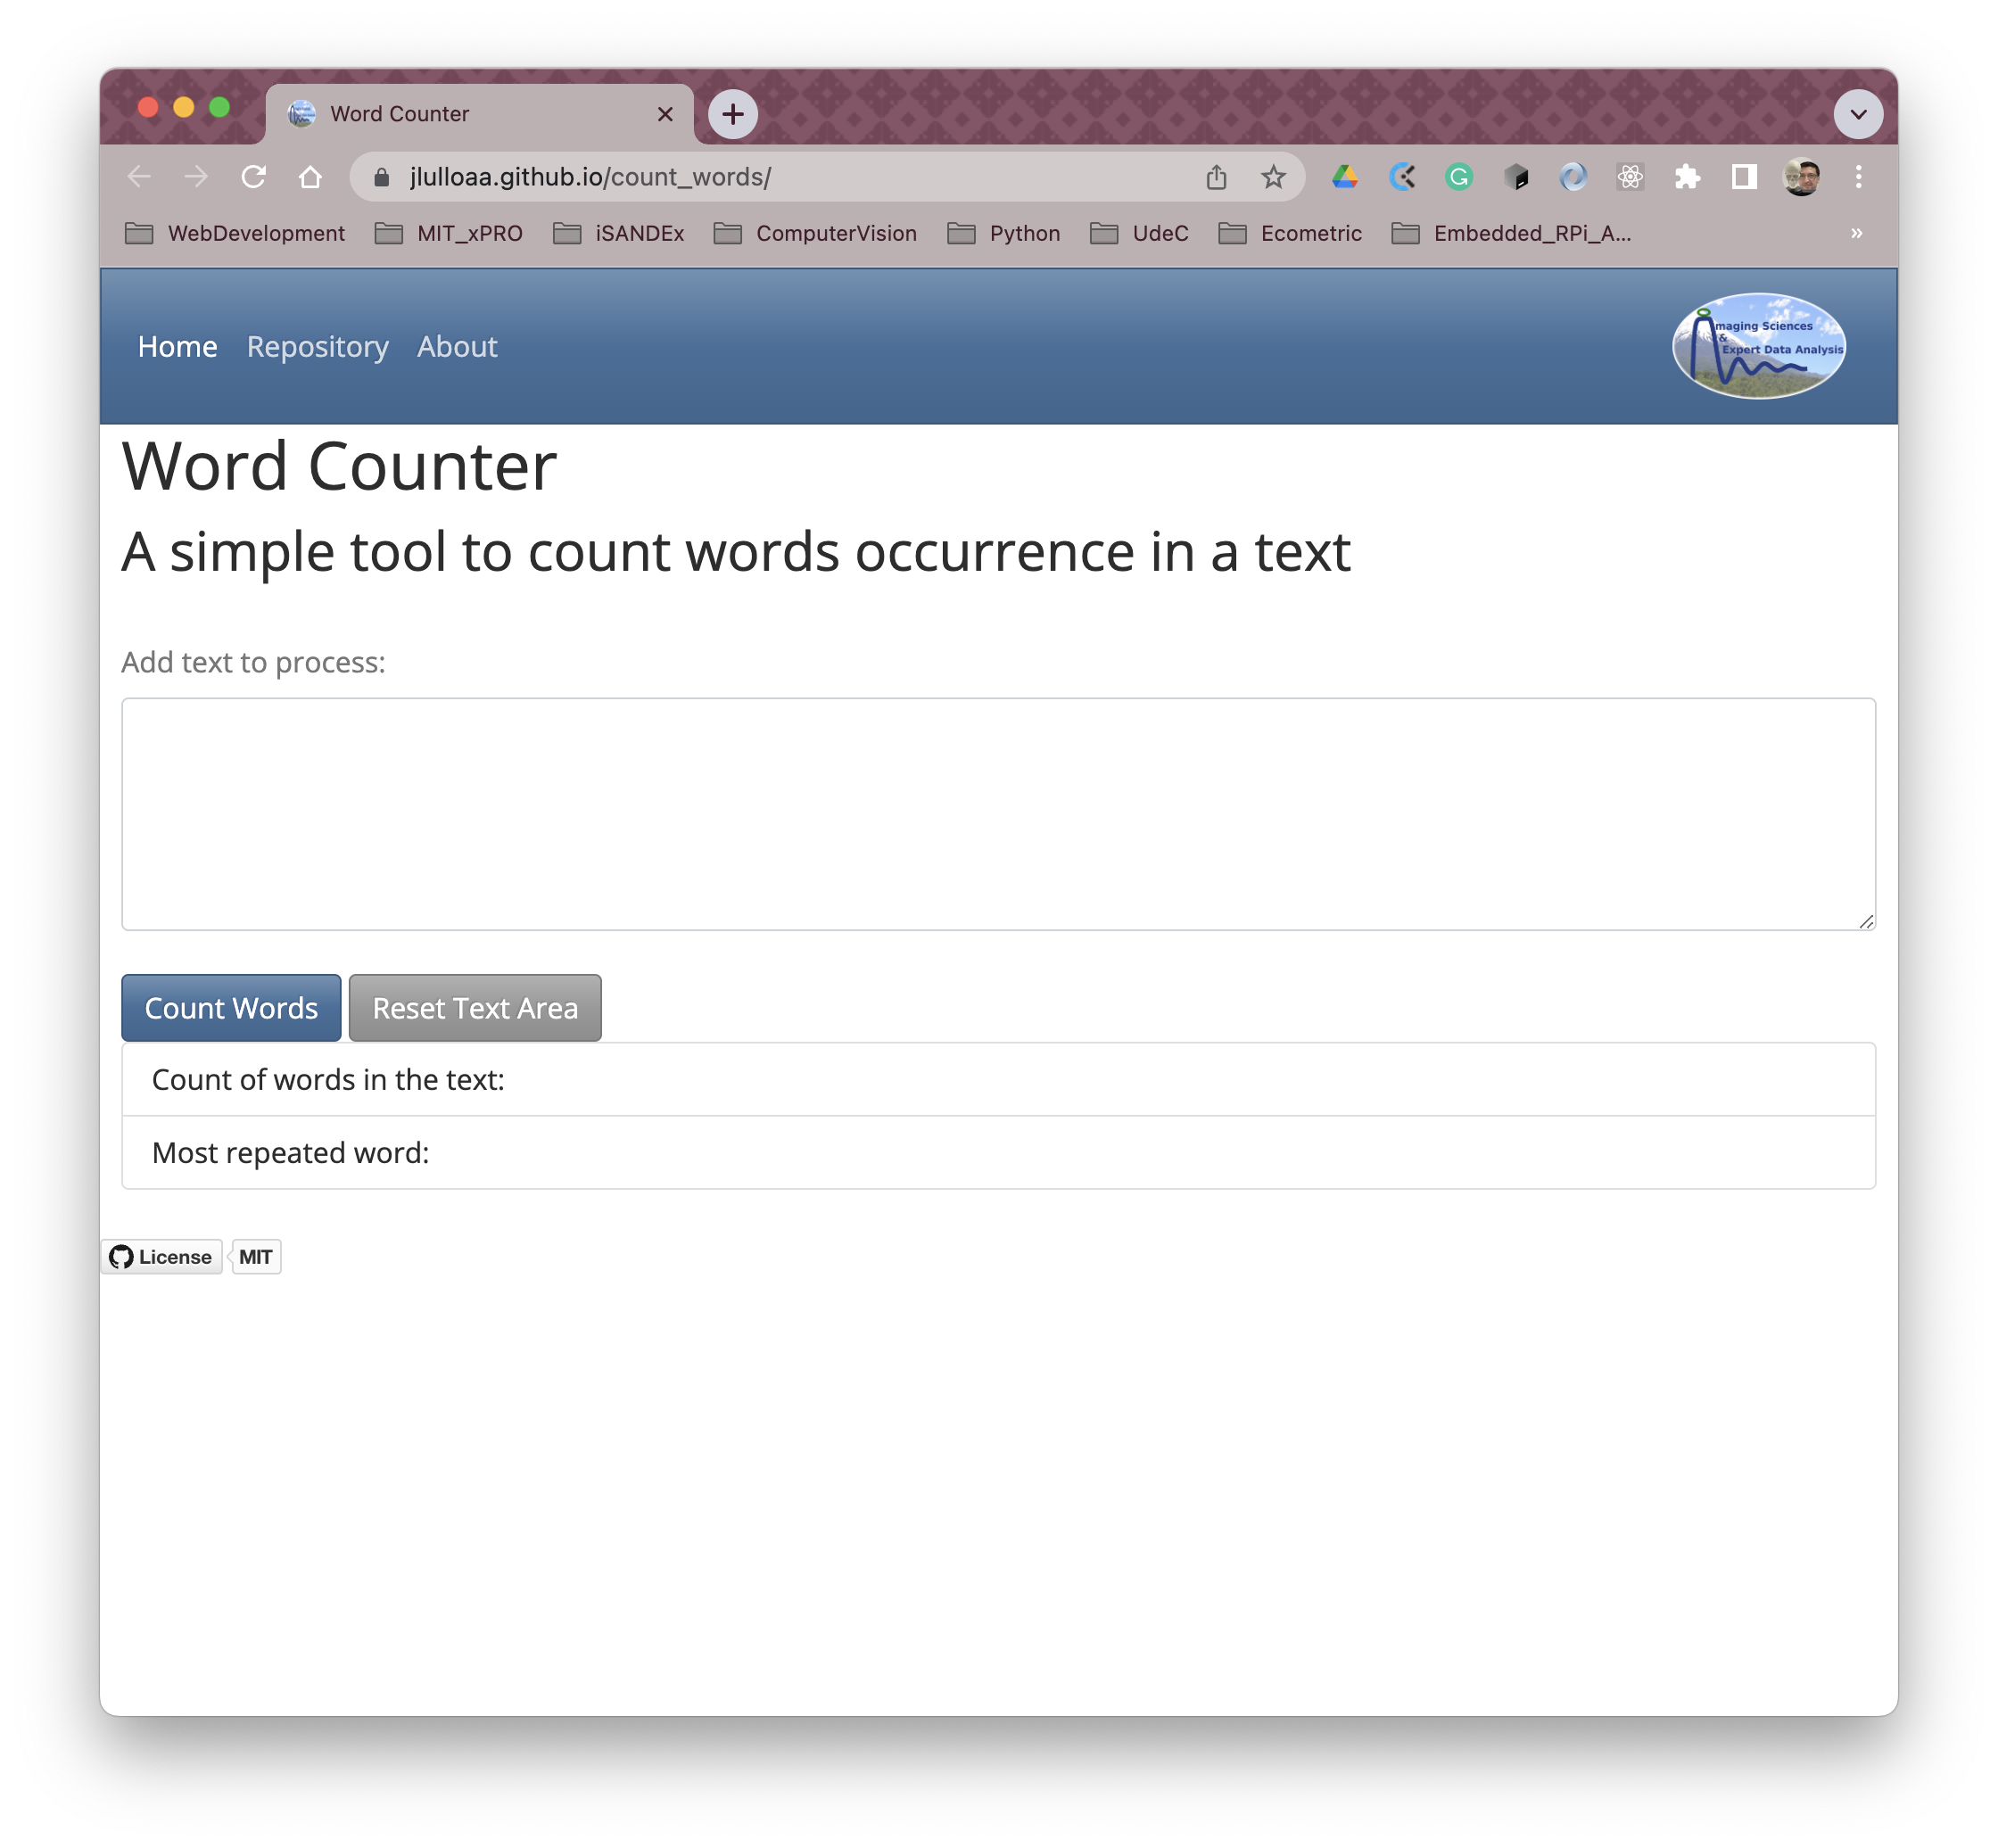 Word Counter
jlulloaa.github.io/count_words/
WebDevelopment MIT_xPRO iSANDEx ComputerVision Python UdeC Ecometric Embedded_RPi_A... »
Home Repository About
maging Sciences
&
Expert Data Analysis
Word Counter
A simple tool to count words occurrence in a text
Add text to process:
Count Words Reset Text Area
Count of words in the text:
Most repeated word:
License MIT